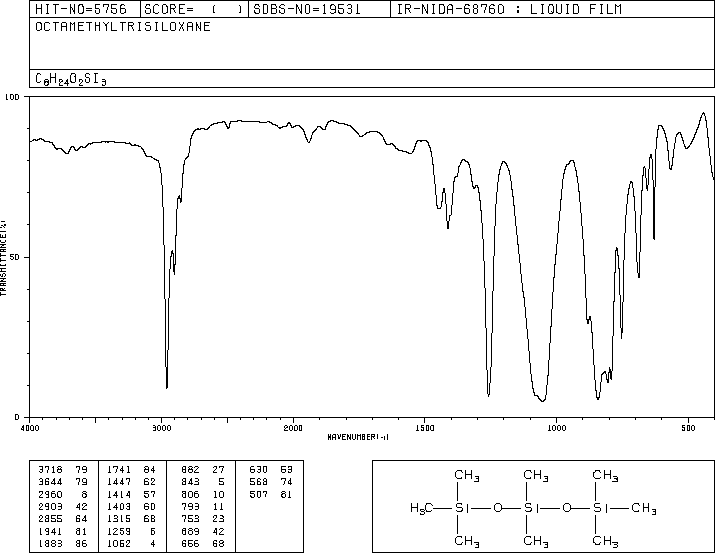 HIT-NO=5756 SCORE= ( ) SDBS-NO=19531 IR-NIDA-68760 : LIQUID FILM
OCTAMETHYLTRISILOXANE
C8H24O2SI3
100
50
0
TRANSMITTANCE(%)
4000 3000 2000 1500 1000 500
WAVENUMBER(-1)
3718 79 1741 84 882 27 630 53
3644 79 1447 62 843 5 568 74
2960 8 1414 57 806 10 507 81
2903 42 1403 60 793 11
2855 64 1315 68 753 23
1941 81 1259 6 689 42
1883 86 1052 4 656 68
CH3 CH3 CH3
H3C SI O SI O SI CH3
CH3 CH3 CH3